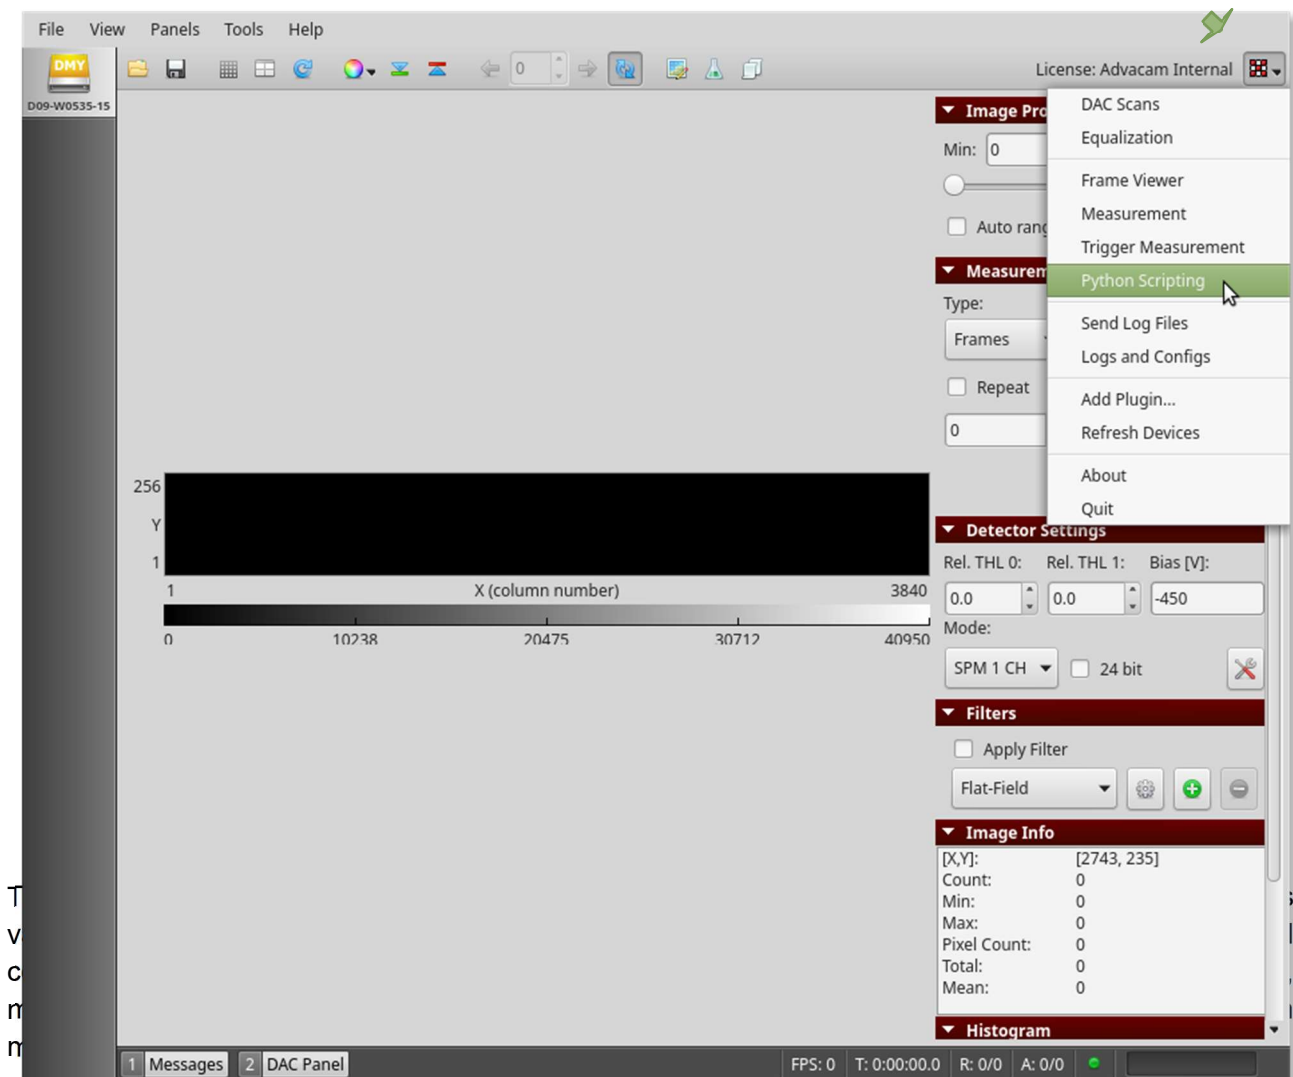 File View Panels Tools Help
DMY
D09-W0535-15
0
License: Advacam Internal
DAC Scans
Equalization
Frame Viewer
Measurement
Trigger Measurement
Python Scripting
Send Log Files
Logs and Configs
Add Plugin...
Refresh Devices
About
Quit
Image Pro
Min: 0
Auto rang
Measurem
Type:
Frames
Repeat
0
256
Y
1
1 X (column number) 3840
0 10238 20475 30712 40950
Detector Settings
Rel. THL 0: Rel. THL 1: Bias [V]:
0.0 0.0 -450
Mode:
SPM 1 CH 24 bit
Filters
Apply Filter
Flat-Field
Image Info
[X,Y]: [2743, 235]
Count: 0
Min: 0
Max: 0
Pixel Count: 0
Total: 0
Mean: 0
Histogram
1 Messages 2 DAC Panel FPS: 0 T: 0:00:00.0 R: 0/0 A: 0/0